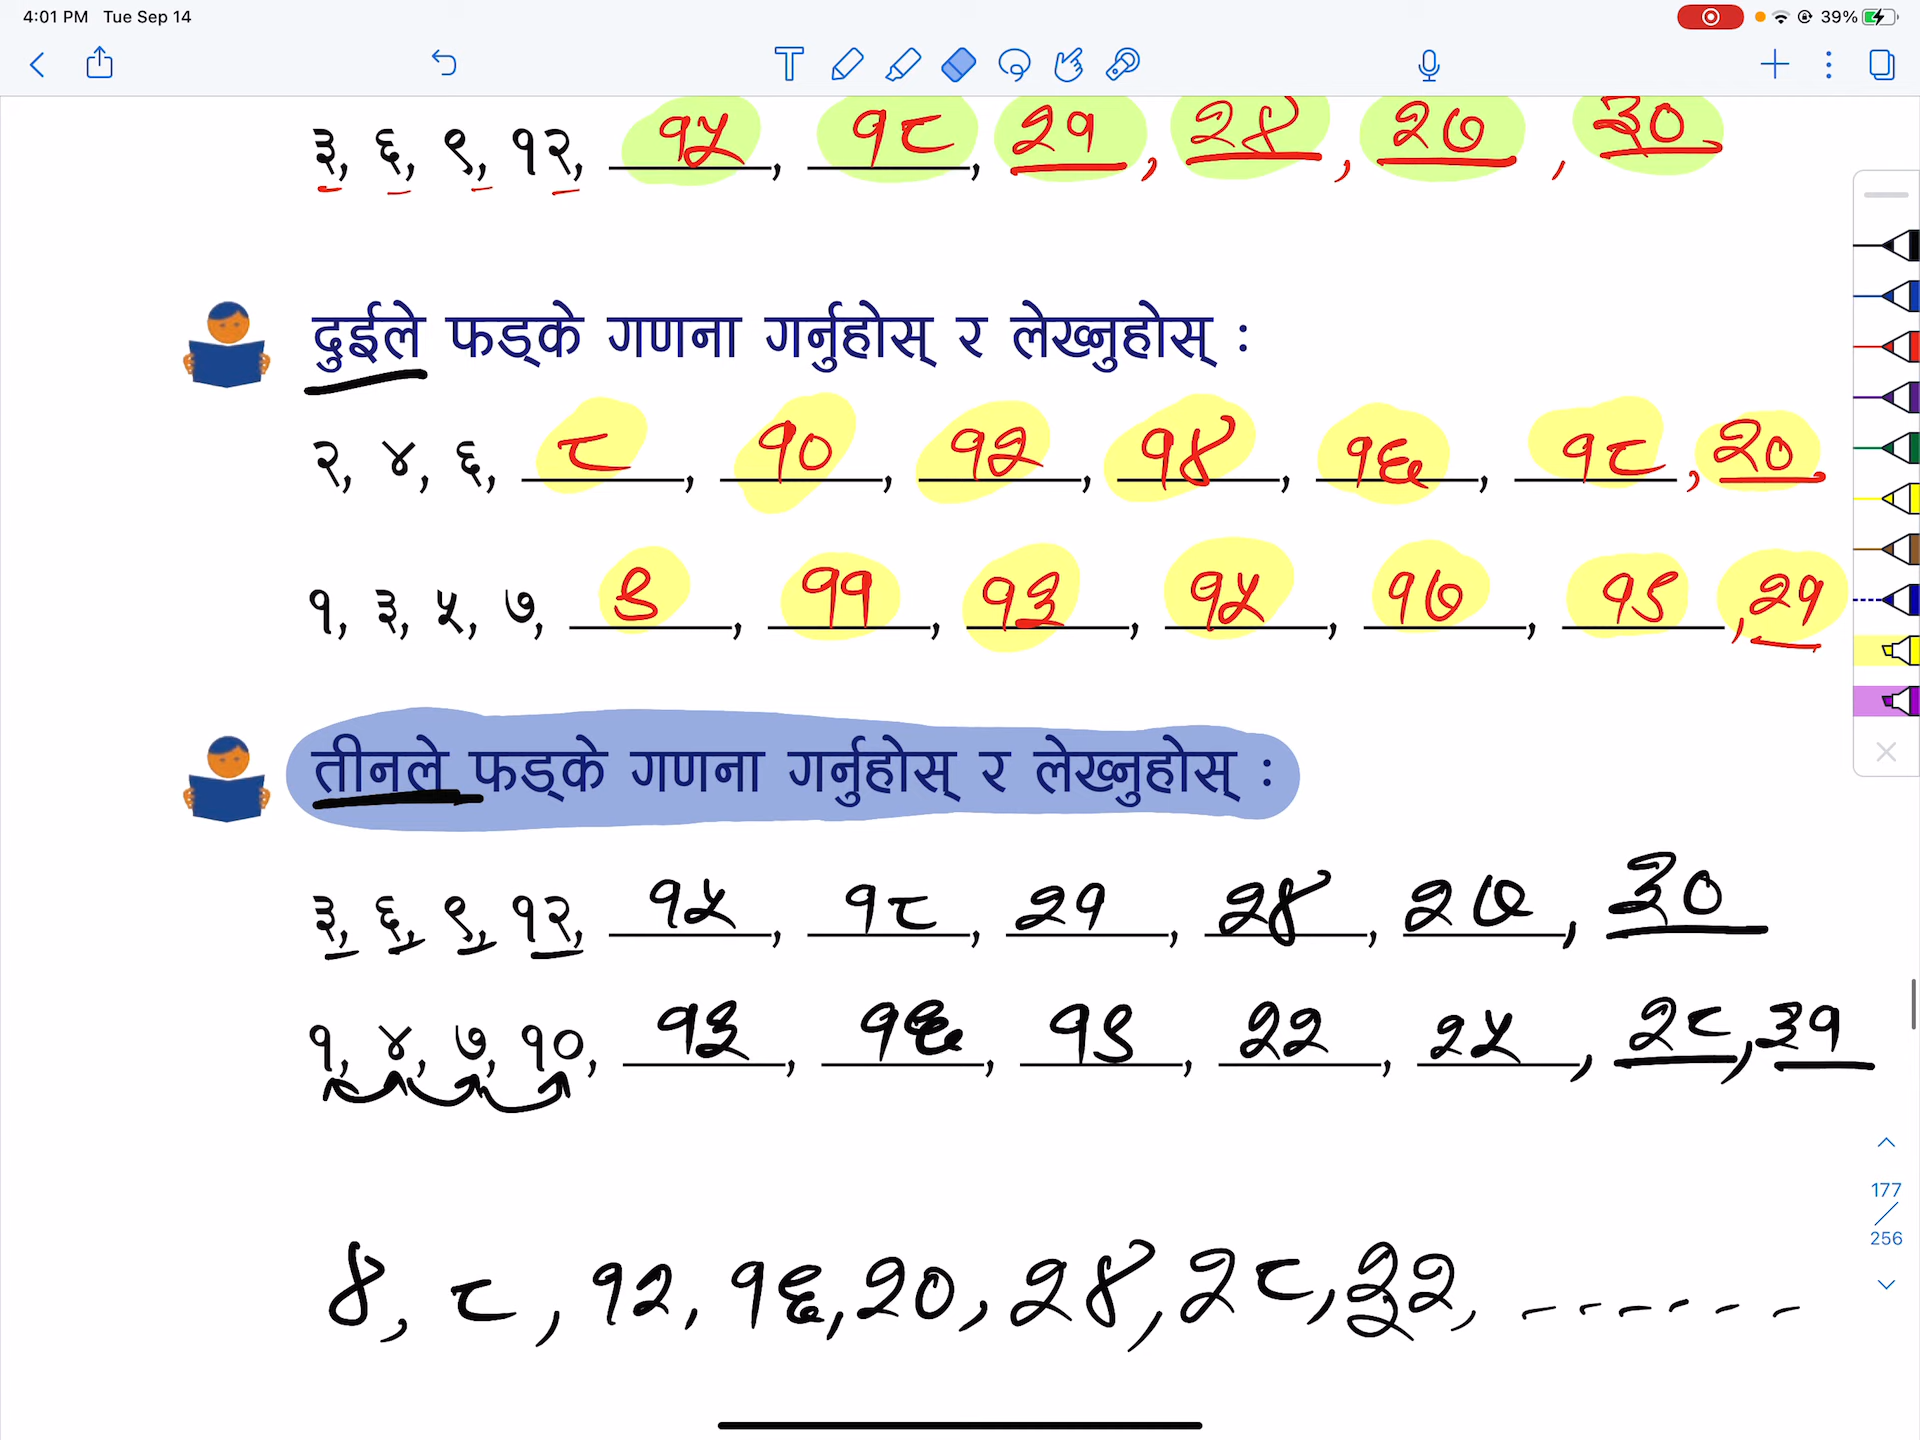 4:01 PM Tue Sep 14 39%
३, ६, ९, १२, १५, १८, २१, २४, २७, ३०
दुईले फड्के गणना गर्नुहोस् र लेख्नुहोस् :
२, ४, ६, ८, १०, १२, १४, १६, १८, २०
१, ३, ५, ७, ९, ११, १३, १५, १७, १९, २१
तीनले फड्के गणना गर्नुहोस् र लेख्नुहोस् :
३, ६, ९, १२, १५, १८, २१, २४, २७, ३०
१, ४, ७, १०, १३, १६, १९, २२, २५, २८, ३१
177
256
४, ८, १२, १६, २०, २४, २८, ३२, -------